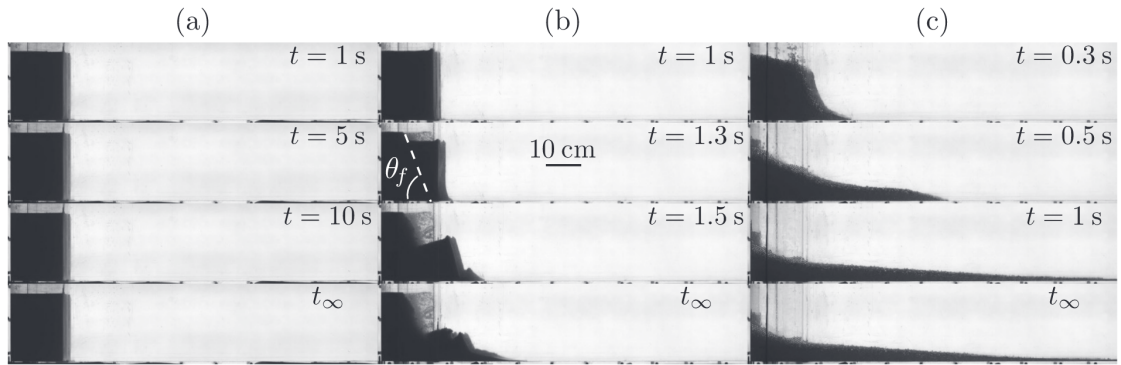 (a)
t = 1 s
t = 5 s
t = 10 s
t∞
(b)
t = 1 s
t = 1.3 s
10 cm
θf
t = 1.5 s
t∞
(c)
t = 0.3 s
t = 0.5 s
t = 1 s
t∞